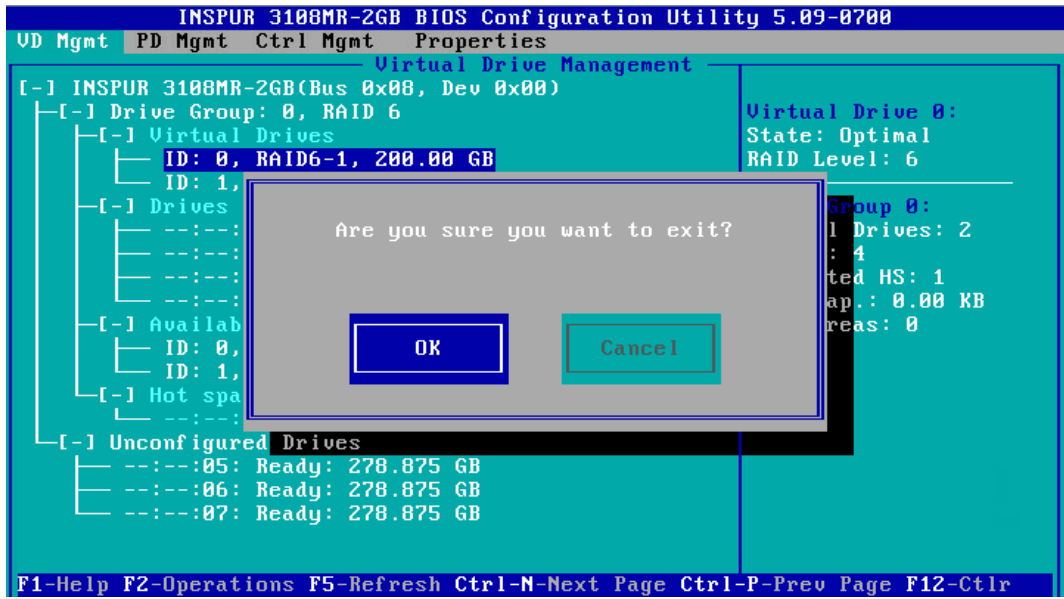 INSPUR 3108MR-2GB BIOS Configuration Utility 5.09-0700
VD Mgmt PD Mgmt Ctrl Mgmt Properties
Virtual Drive Management
[-] INSPUR 3108MR-2GB(Bus 0x08, Dev 0x00)
[-] Drive Group: 0, RAID 6
[-] Virtual Drives
ID: 0, RAID6-1, 200.00 GB
ID: 1,
[-] Drives
--:--:
--:--:
--:--:
--:--:
[-] Availab
ID: 0,
ID: 1,
[-] Hot spa
--:--:
[-] Unconfigured Drives
--:--:05: Ready: 278.875 GB
--:--:06: Ready: 278.875 GB
--:--:07: Ready: 278.875 GB
Virtual Drive 0:
State: Optimal
RAID Level: 6
Group 0:
l Drives: 2
: 4
ted HS: 1
ap.: 0.00 KB
reas: 0
Are you sure you want to exit?
OK Cancel
F1-Help F2-Operations F5-Refresh Ctrl-N-Next Page Ctrl-P-Prev Page F12-Ctlr